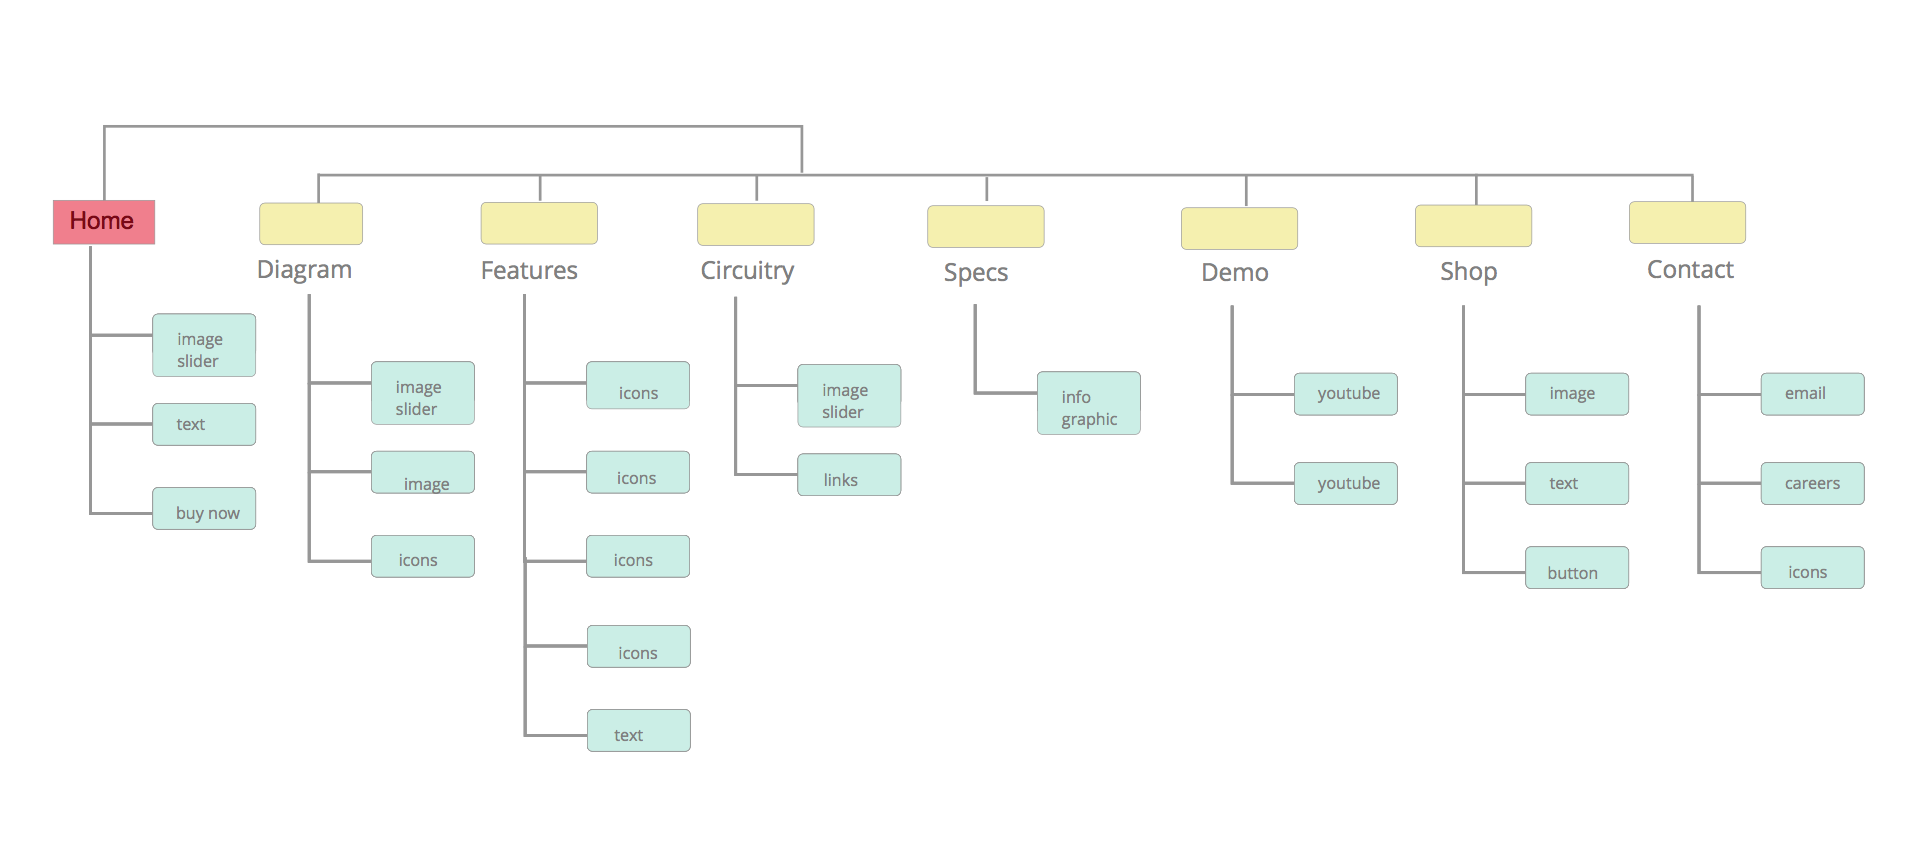 Home
Diagram
Features
Circuitry
Specs
Demo
Shop
Contact
image
slider
text
buy now
image
slider
image
icons
icons
icons
icons
icons
text
image
slider
links
info
graphic
youtube
youtube
image
text
button
email
careers
icons